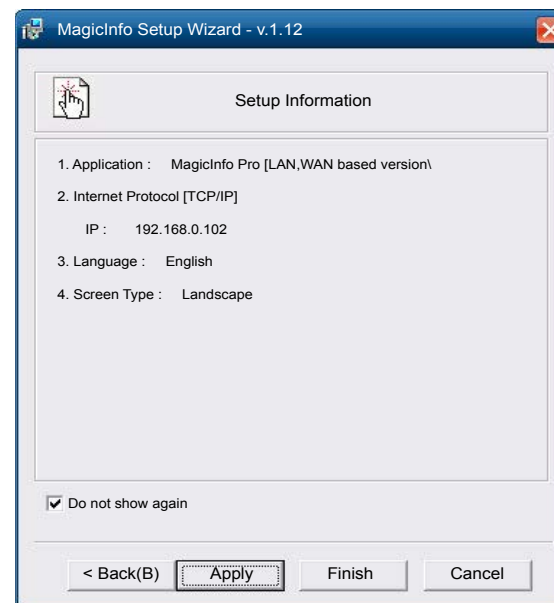 MagicInfo Setup Wizard - v.1.12
Setup Information
1. Application : MagicInfo Pro [LAN,WAN based version\
2. Internet Protocol [TCP/IP]
IP : 192.168.0.102
3. Language : English
4. Screen Type : Landscape
Do not show again
< Back(B) Apply Finish Cancel